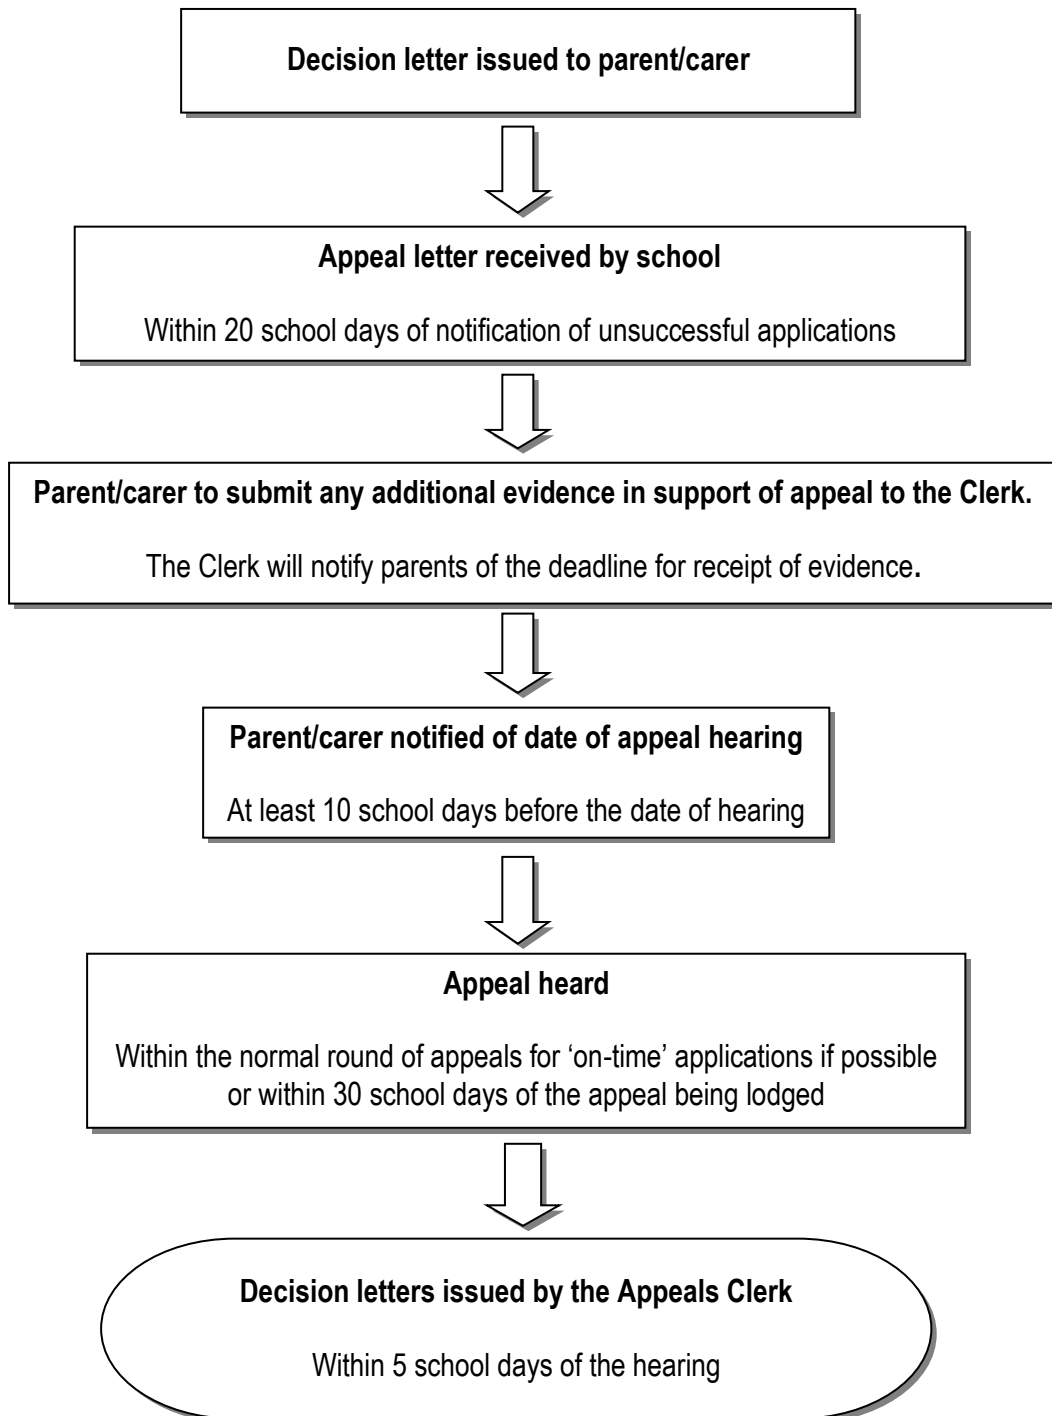 Decision letter issued to parent/carer
Appeal letter received by school
Within 20 school days of notification of unsuccessful applications
Parent/carer to submit any additional evidence in support of appeal to the Clerk.
The Clerk will notify parents of the deadline for receipt of evidence.
Parent/carer notified of date of appeal hearing
At least 10 school days before the date of hearing
Appeal heard
Within the normal round of appeals for ‘on-time’ applications if possible
or within 30 school days of the appeal being lodged
Decision letters issued by the Appeals Clerk
Within 5 school days of the hearing